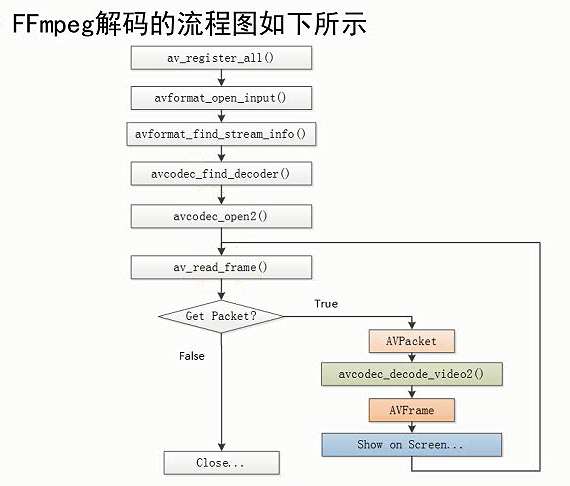 FFmpeg解码的流程图如下所示
av_register_all()
avformat_open_input()
avformat_find_stream_info()
avcodec_find_decoder()
avcodec_open2()
av_read_frame()
Get Packet?
True
False
AVPacket
avcodec_decode_video2()
AVFrame
Show on Screen...
Close...